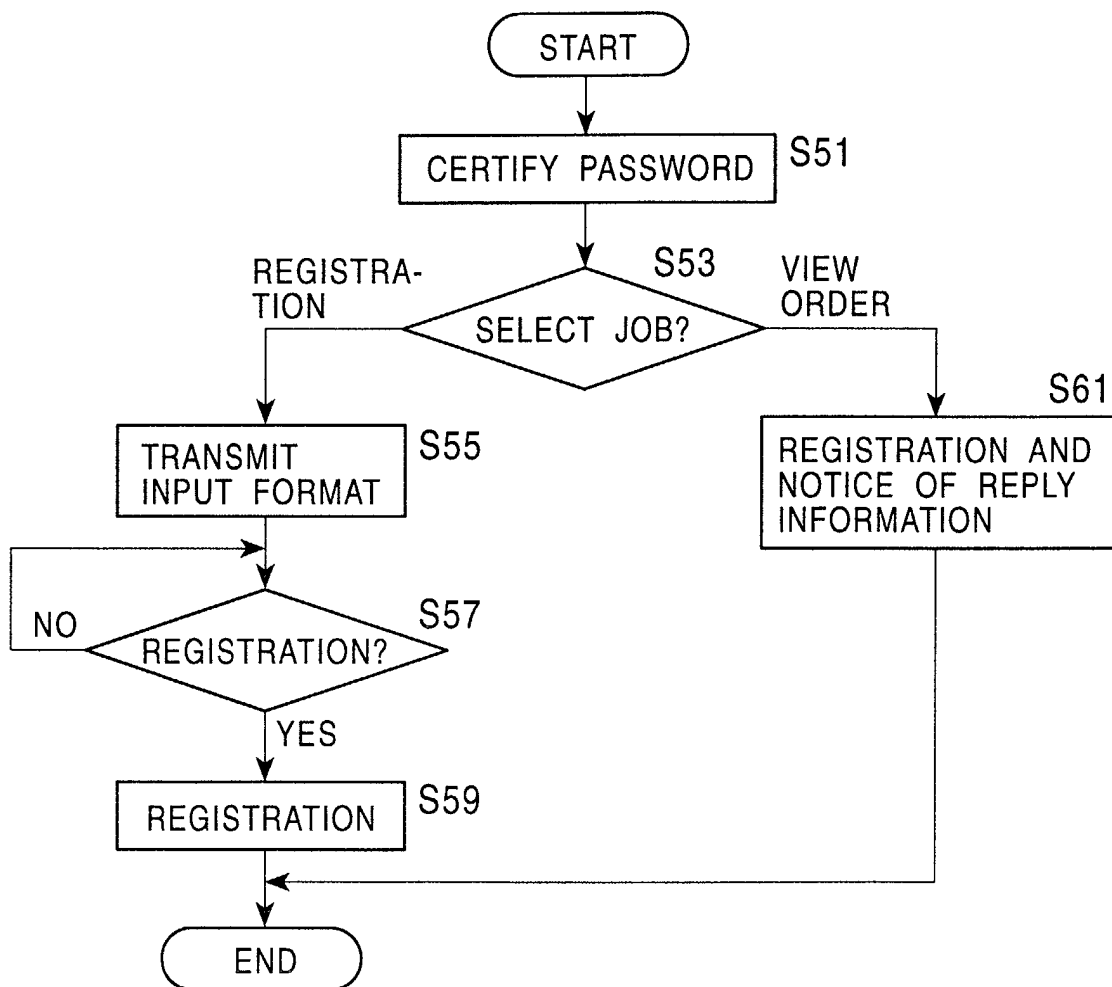 START
CERTIFY PASSWORD
S51
S53
REGISTRA-
TION
SELECT JOB?
VIEW
ORDER
S61
TRANSMIT
INPUT FORMAT
S55
REGISTRATION AND
NOTICE OF REPLY
INFORMATION
NO
REGISTRATION?
S57
YES
REGISTRATION
S59
END